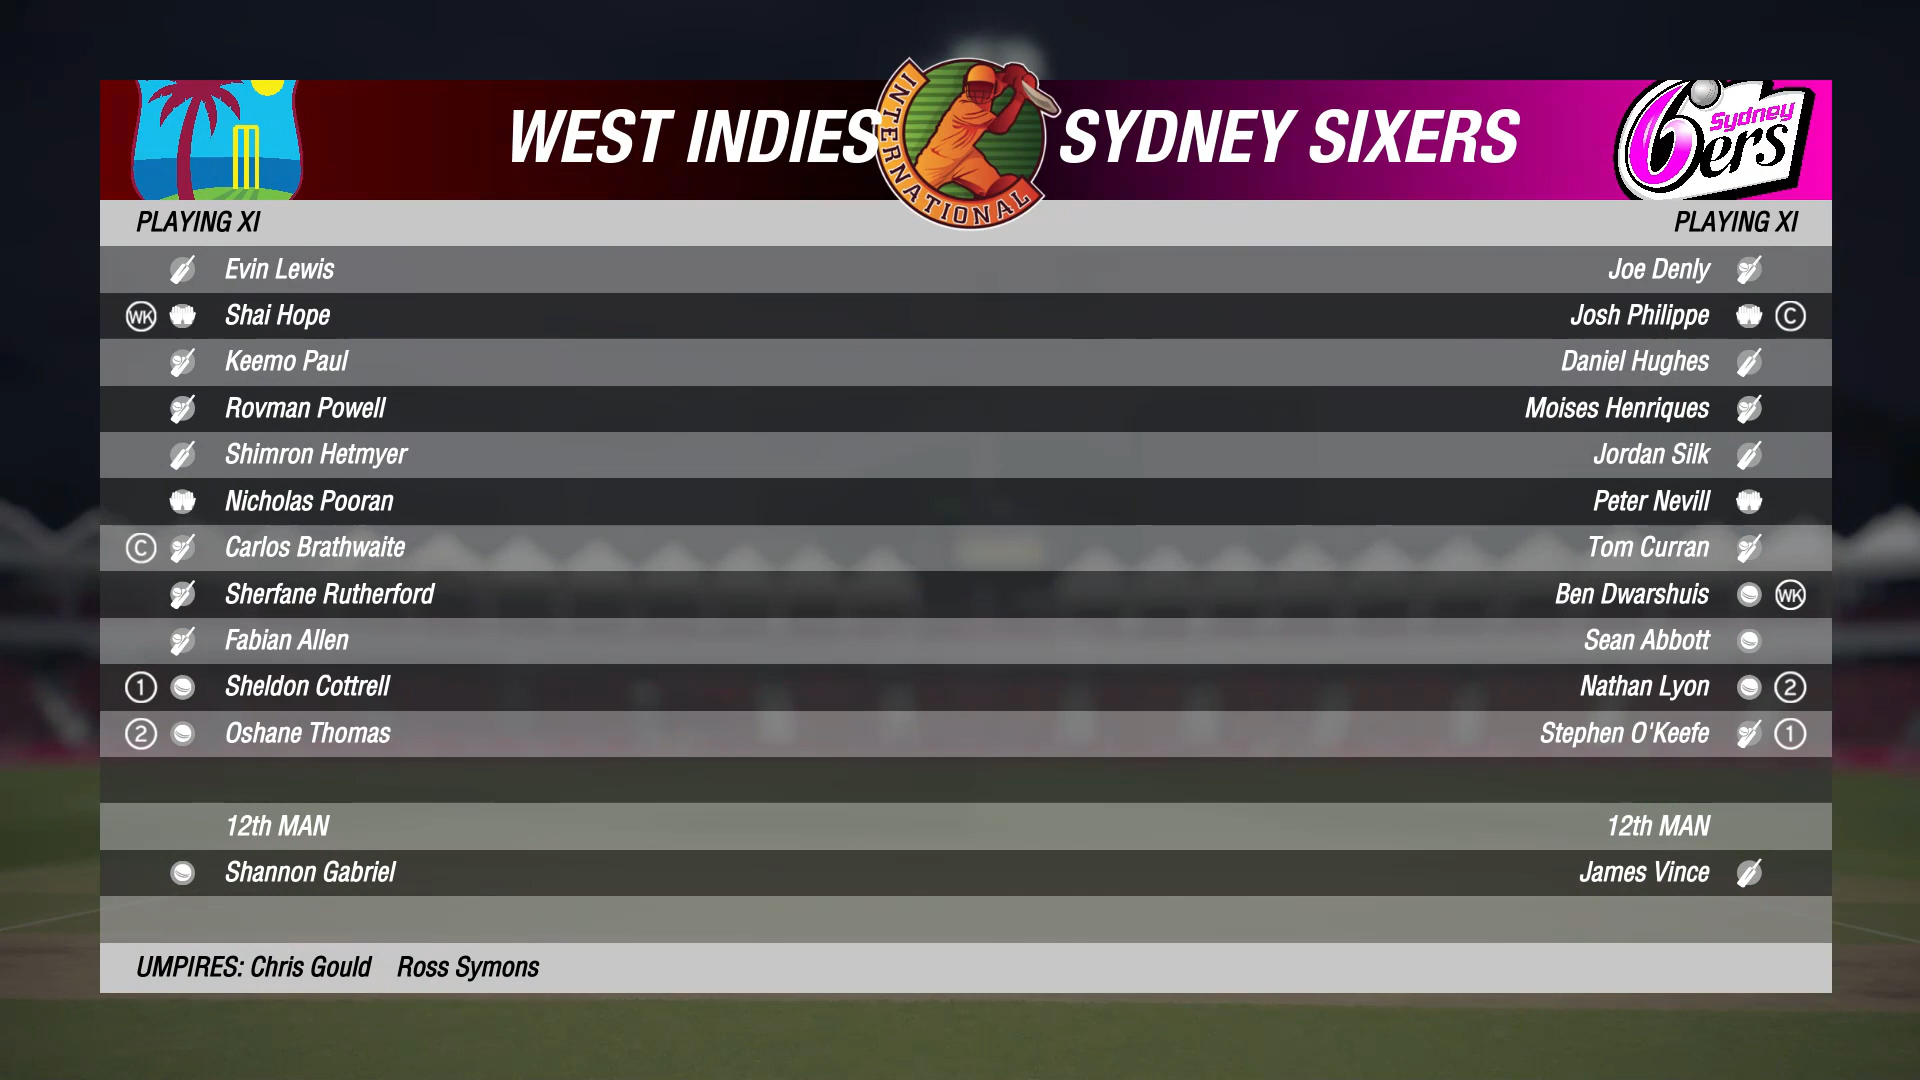 WEST INDIES
INTERNATIONAL
SYDNEY SIXERS
Sydney
6ers
PLAYING XI PLAYING XI
Evin Lewis Joe Denly
WK Shai Hope Josh Philippe C
Keemo Paul Daniel Hughes
Rovman Powell Moises Henriques
Shimron Hetmyer Jordan Silk
Nicholas Pooran Peter Nevill
C Carlos Brathwaite Tom Curran
Sherfane Rutherford Ben Dwarshuis WK
Fabian Allen Sean Abbott
1 Sheldon Cottrell Nathan Lyon 2
2 Oshane Thomas Stephen O'Keefe 1
12th MAN 12th MAN
Shannon Gabriel James Vince
UMPIRES: Chris Gould Ross Symons